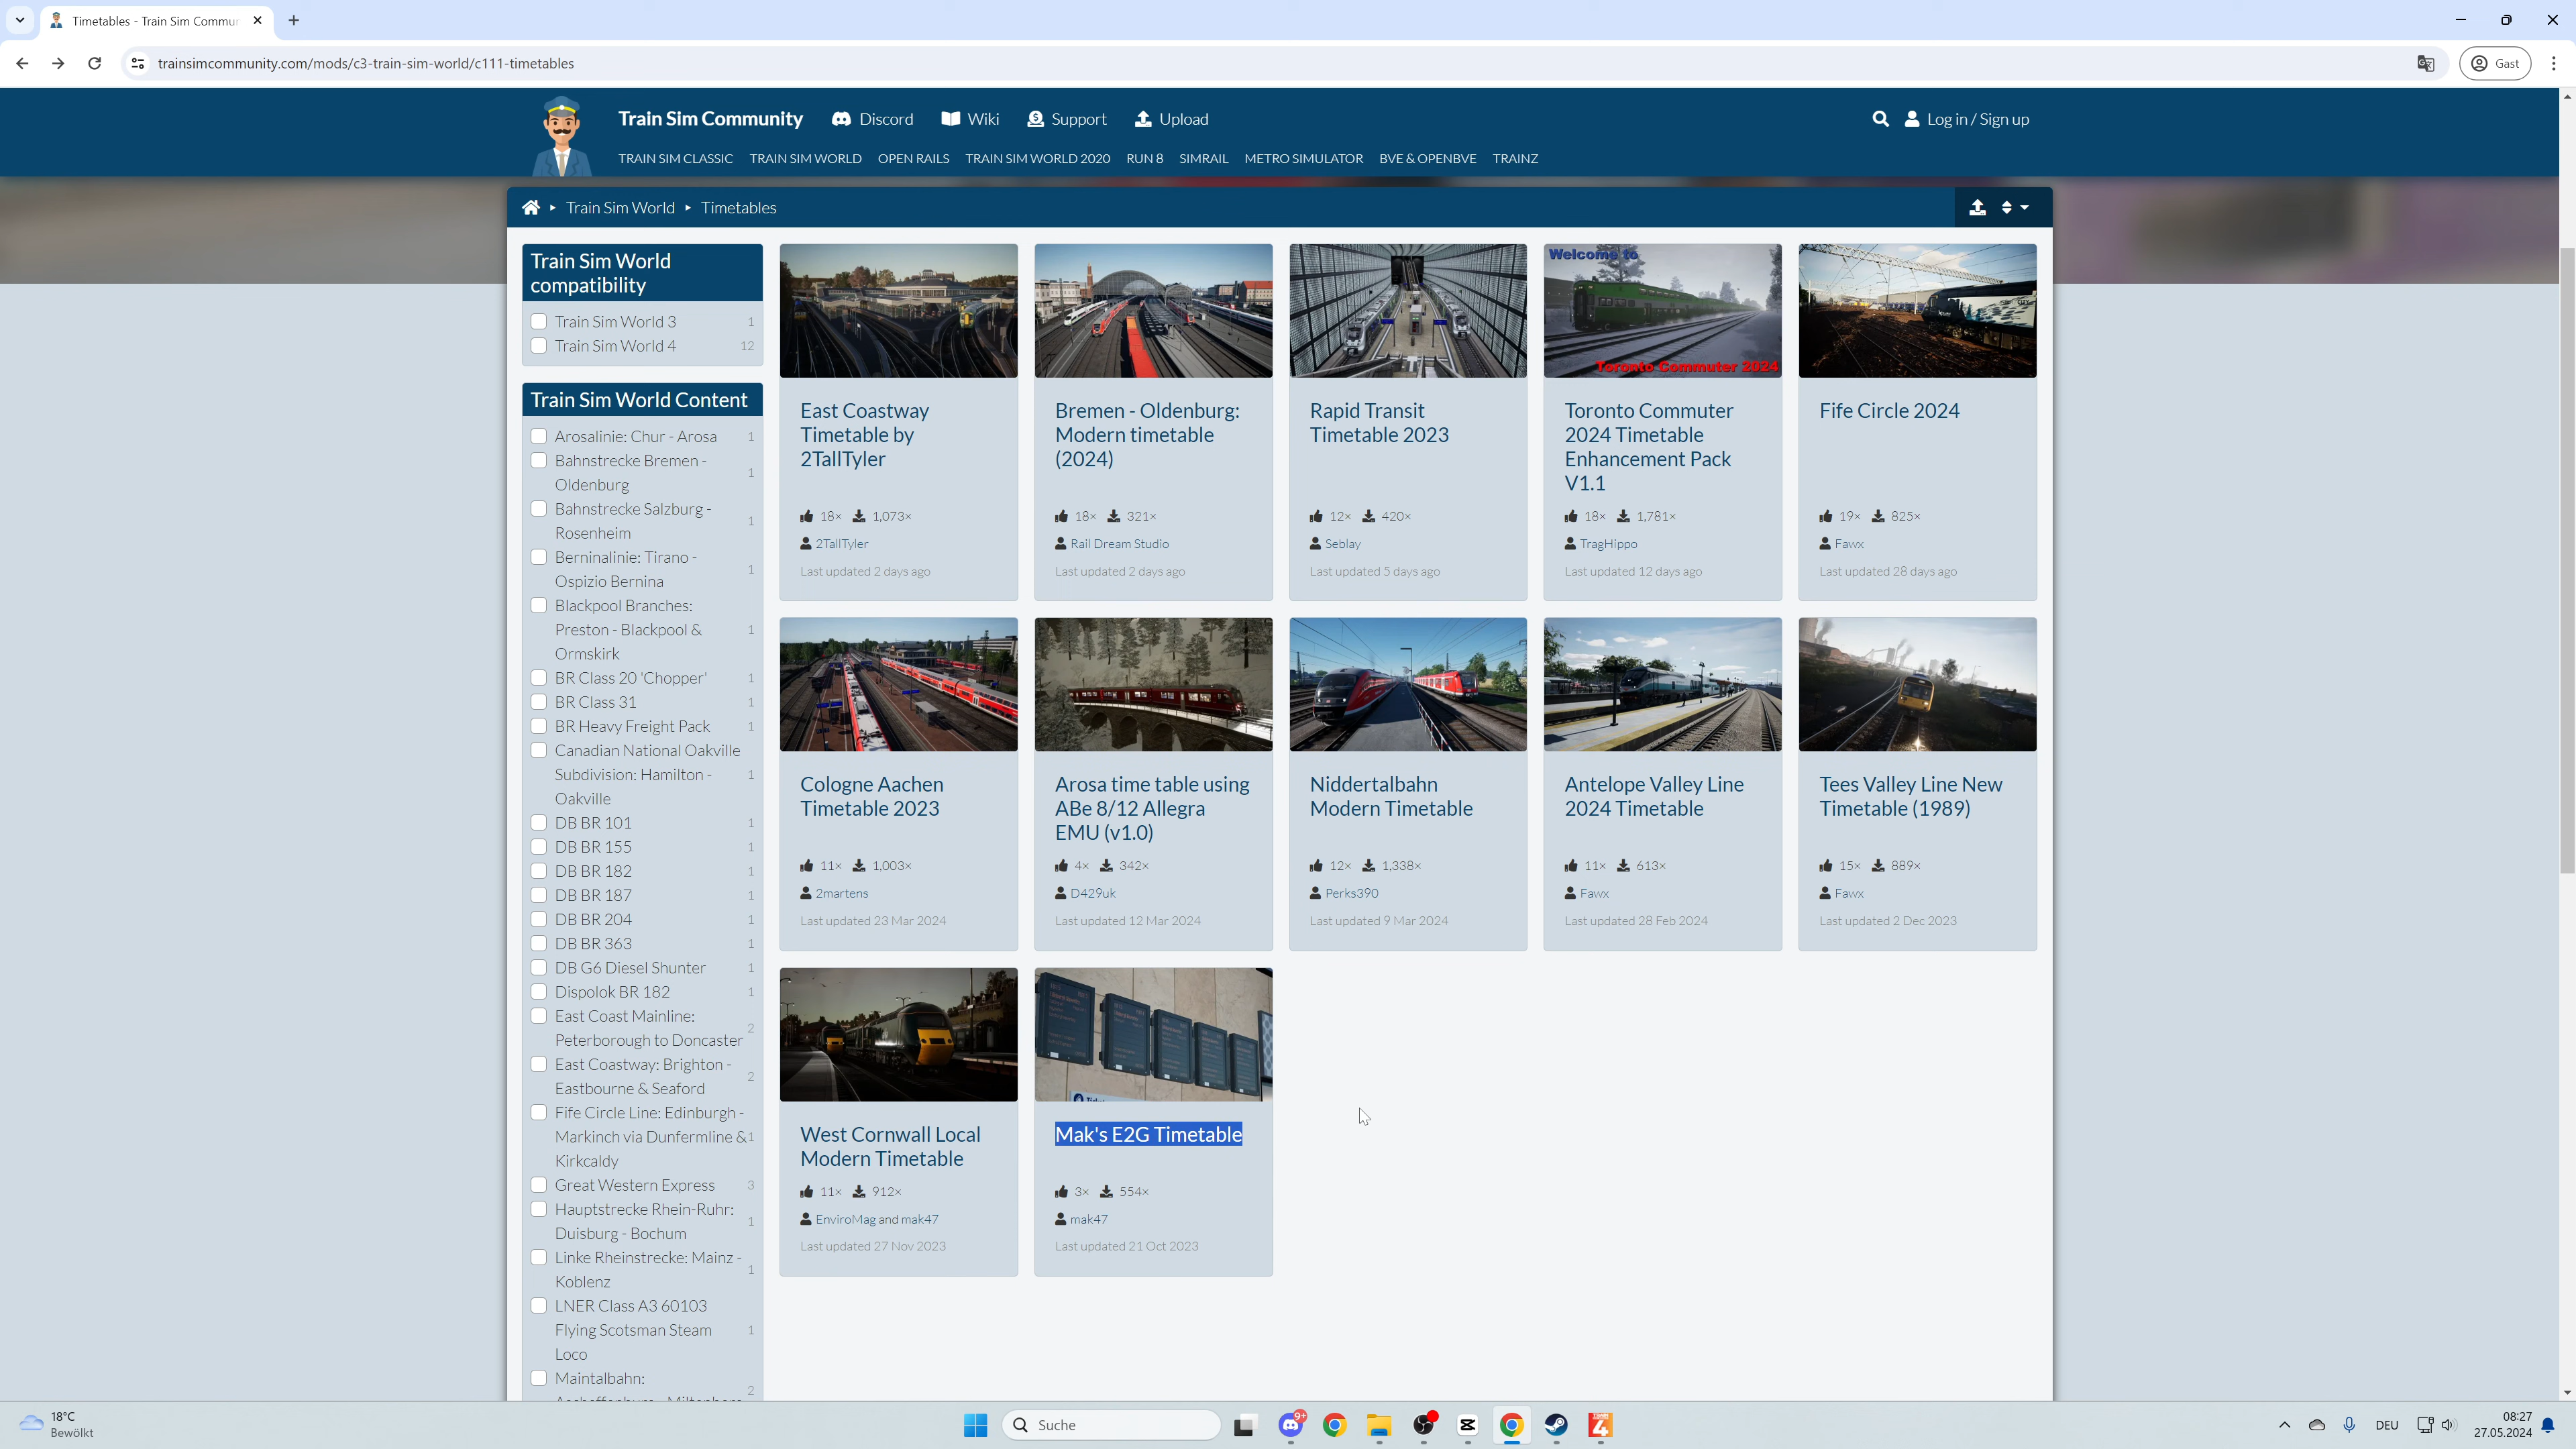 Timetables - Train Sim Commu
trainsimcommunity.com/mods/c3-train-sim-world/c111-timetables
Gast
Train Sim Community
Discord
Wiki
Support
Upload
Log in / Sign up
TRAIN SIM CLASSIC
TRAIN SIM WORLD
OPEN RAILS
TRAIN SIM WORLD 2020
RUN 8
SIMRAIL
METRO SIMULATOR
BVE & OPENBVE
TRAINZ
Train Sim World
Timetables
Train Sim World
compatibility
Train Sim World 3 1
Train Sim World 4 12
Train Sim World Content
Arosalinie: Chur - Arosa 1
Bahnstrecke Bremen -
Oldenburg
1
Bahnstrecke Salzburg -
Rosenheim
1
Berninalinie: Tirano -
Ospizio Bernina
1
Blackpool Branches:
Preston - Blackpool & 1
Ormskirk
BR Class 20 'Chopper' 1
BR Class 31 1
BR Heavy Freight Pack 1
Canadian National Oakville
Subdivision: Hamilton - 1
Oakville
DB BR 101 1
DB BR 155 1
DB BR 182 1
DB BR 187 1
DB BR 204 1
DB BR 363 1
DB G6 Diesel Shunter 1
Dispolok BR 182 1
East Coast Mainline:
Peterborough to Doncaster
2
East Coastway: Brighton -
Eastbourne & Seaford
2
Fife Circle Line: Edinburgh -
Markinch via Dunfermline & 1
Kirkcaldy
Great Western Express 3
Hauptstrecke Rhein-Ruhr:
Duisburg - Bochum
1
Linke Rheinstrecke: Mainz -
Koblenz
1
LNER Class A3 60103
Flying Scotsman Steam 1
Loco
Maintalbahn:
2
East Coastway
Timetable by
2TallTyler
18× 1,073×
2TallTyler
Last updated 2 days ago
Bremen - Oldenburg:
Modern timetable
(2024)
18× 321×
Rail Dream Studio
Last updated 2 days ago
Rapid Transit
Timetable 2023
12× 420×
Seblay
Last updated 5 days ago
Welcome to
Toronto Commuter 2024
Toronto Commuter
2024 Timetable
Enhancement Pack
V1.1
18× 1,781×
TragHippo
Last updated 12 days ago
Fife Circle 2024
19× 825×
Fawx
Last updated 28 days ago
Cologne Aachen
Timetable 2023
11× 1,003×
2martens
Last updated 23 Mar 2024
Arosa time table using
ABe 8/12 Allegra
EMU (v1.0)
4× 342×
D429uk
Last updated 12 Mar 2024
Niddertalbahn
Modern Timetable
12× 1,338×
Perks390
Last updated 9 Mar 2024
Antelope Valley Line
2024 Timetable
11× 613×
Fawx
Last updated 28 Feb 2024
Tees Valley Line New
Timetable (1989)
15× 889×
Fawx
Last updated 2 Dec 2023
West Cornwall Local
Modern Timetable
11× 912×
EnviroMag and mak47
Last updated 27 Nov 2023
Mak's E2G Timetable
3× 554×
mak47
Last updated 21 Oct 2023
18°C
Bewölkt
Suche
9+
4
DEU
08:27
27.05.2024